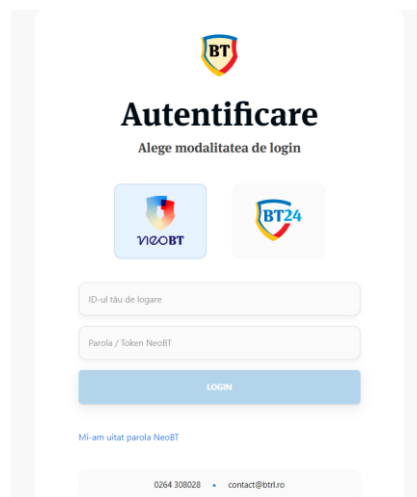 BT
Autentificare
Alege modalitatea de login
neoBT
BT24
ID-ul tău de logare
Parola / Token NeoBT
LOGIN
Mi-am uitat parola NeoBT
0264 308028 • contact@btrl.ro